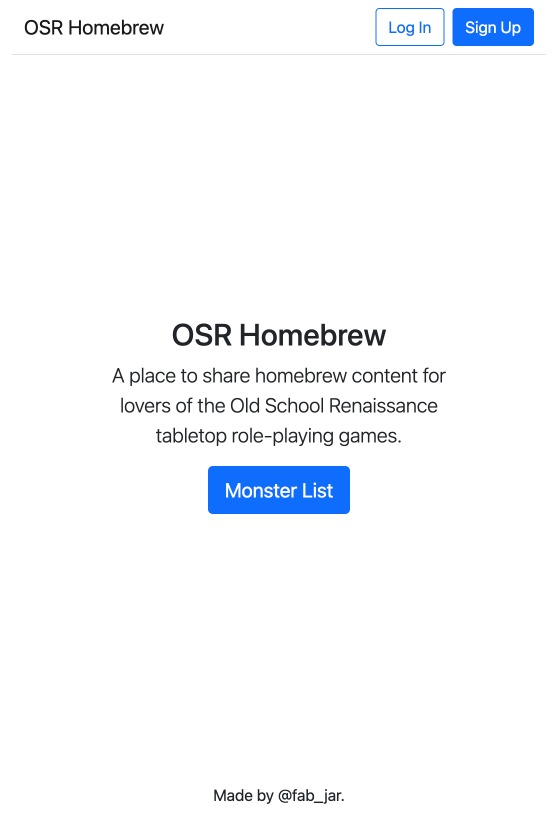 OSR Homebrew
Log In
Sign Up
OSR Homebrew
A place to share homebrew content for
lovers of the Old School Renaissance
tabletop role-playing games.
Monster List
Made by @fab_jar.